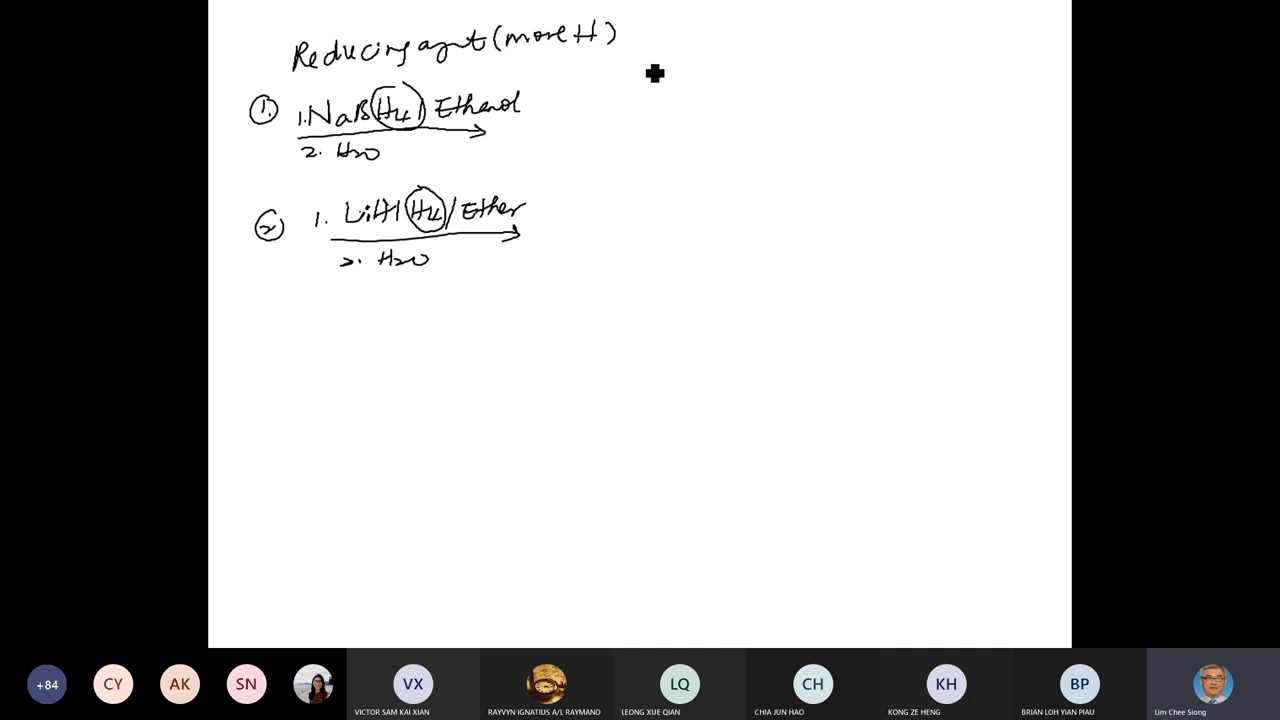 Reducing agent (more H)
① 1. NaBH4/ Ethanol
2. H2O
② 1. LiAlH4/Ether
2. H2O
+84
CY
AK
SN
VX
LQ
CH
KH
BP
VICTOR SAM KAI XIAN
RAYVYN IGNATIUS A/L RAYMAND
LEONG XUE QIAN
CHIA JUN HAO
KONG ZE HENG
BRIAN LOH YIAN PIAU
Lim Chee Siong